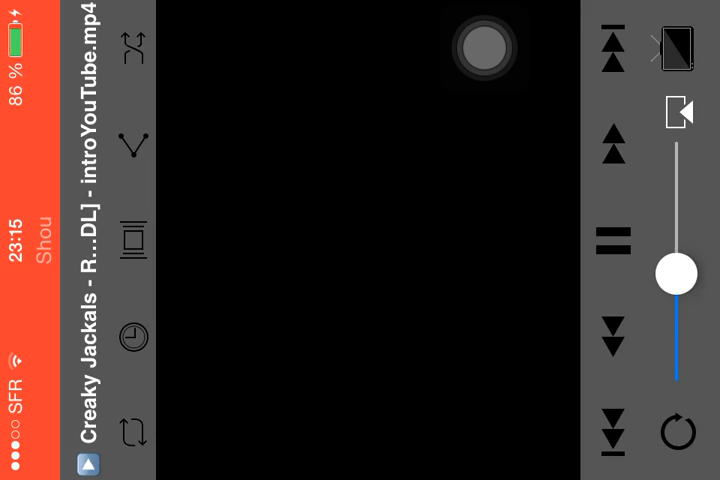 ●●●○○ SFR 23:15 86 %
Shou
Creaky Jackals - R...DL] - introYouTube.mp4